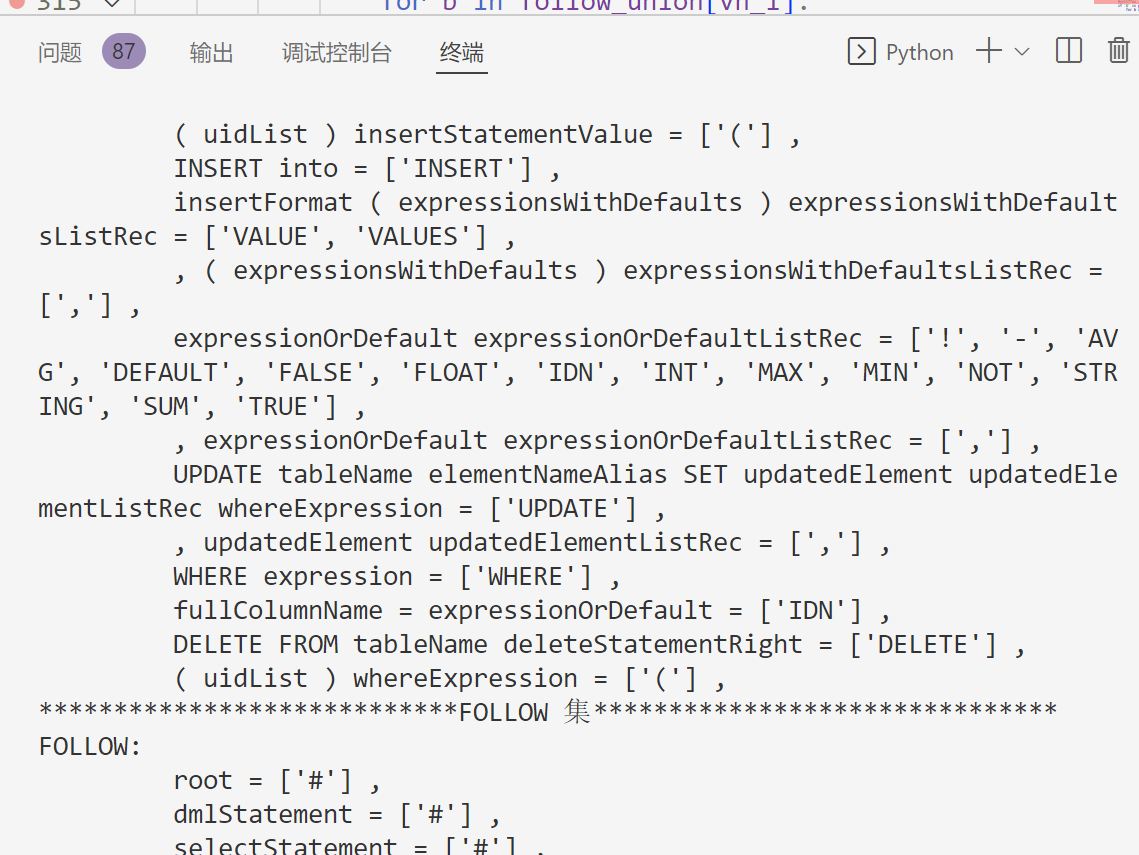 315 for b in follow_union[vn_1]:
问题 87 输出 调试控制台 终端 Python
( uidList ) insertStatementValue = ['('] ,
INSERT into = ['INSERT'] ,
insertFormat ( expressionsWithDefaults ) expressionsWithDefault
sListRec = ['VALUE', 'VALUES'] ,
, ( expressionsWithDefaults ) expressionsWithDefaultsListRec =
[','] ,
expressionOrDefault expressionOrDefaultListRec = ['!', '-', 'AV
G', 'DEFAULT', 'FALSE', 'FLOAT', 'IDN', 'INT', 'MAX', 'MIN', 'NOT', 'STR
ING', 'SUM', 'TRUE'] ,
, expressionOrDefault expressionOrDefaultListRec = [','] ,
UPDATE tableName elementNameAlias SET updatedElement updatedEle
mentListRec whereExpression = ['UPDATE'] ,
, updatedElement updatedElementListRec = [','] ,
WHERE expression = ['WHERE'] ,
fullColumnName = expressionOrDefault = ['IDN'] ,
DELETE FROM tableName deleteStatementRight = ['DELETE'] ,
( uidList ) whereExpression = ['('] ,
****************************FOLLOW 集*******************************
FOLLOW:
root = ['#'] ,
dmlStatement = ['#'] ,
selectStatement = ['#'] ,